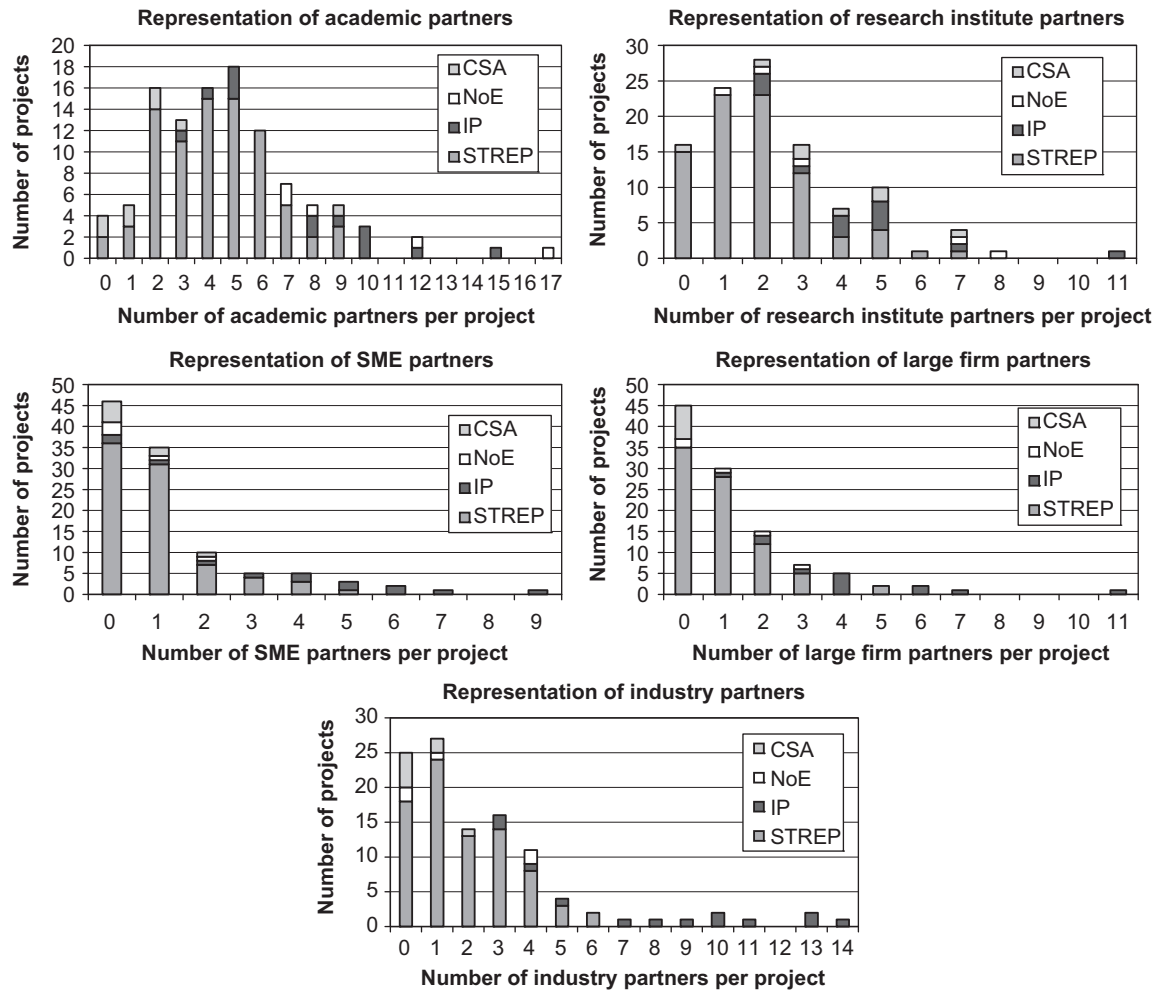 Representation of academic partners
Number of projects
20
18
16
14
12
10
8
6
4
2
0
CSA
NoE
IP
STREP
0 1 2 3 4 5 6 7 8 9 10 11 12 13 14 15 16 17
Number of academic partners per project
Representation of research institute partners
Number of projects
30
25
20
15
10
5
0
CSA
NoE
IP
STREP
0 1 2 3 4 5 6 7 8 9 10 11
Number of research institute partners per project
Representation of SME partners
Number of projects
50
45
40
35
30
25
20
15
10
5
0
CSA
NoE
IP
STREP
0 1 2 3 4 5 6 7 8 9
Number of SME partners per project
Representation of large firm partners
Number of projects
50
45
40
35
30
25
20
15
10
5
0
CSA
NoE
IP
STREP
0 1 2 3 4 5 6 7 8 9 10 11
Number of large firm partners per project
Representation of industry partners
Number of projects
30
25
20
15
10
5
0
CSA
NoE
IP
STREP
0 1 2 3 4 5 6 7 8 9 10 11 12 13 14
Number of industry partners per project